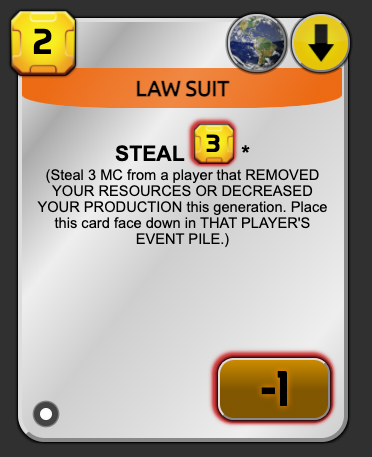 2
LAW SUIT
STEAL 3 *
(Steal 3 MC from a player that REMOVED
YOUR RESOURCES OR DECREASED
YOUR PRODUCTION this generation. Place
this card face down in THAT PLAYER'S
EVENT PILE.)
-1